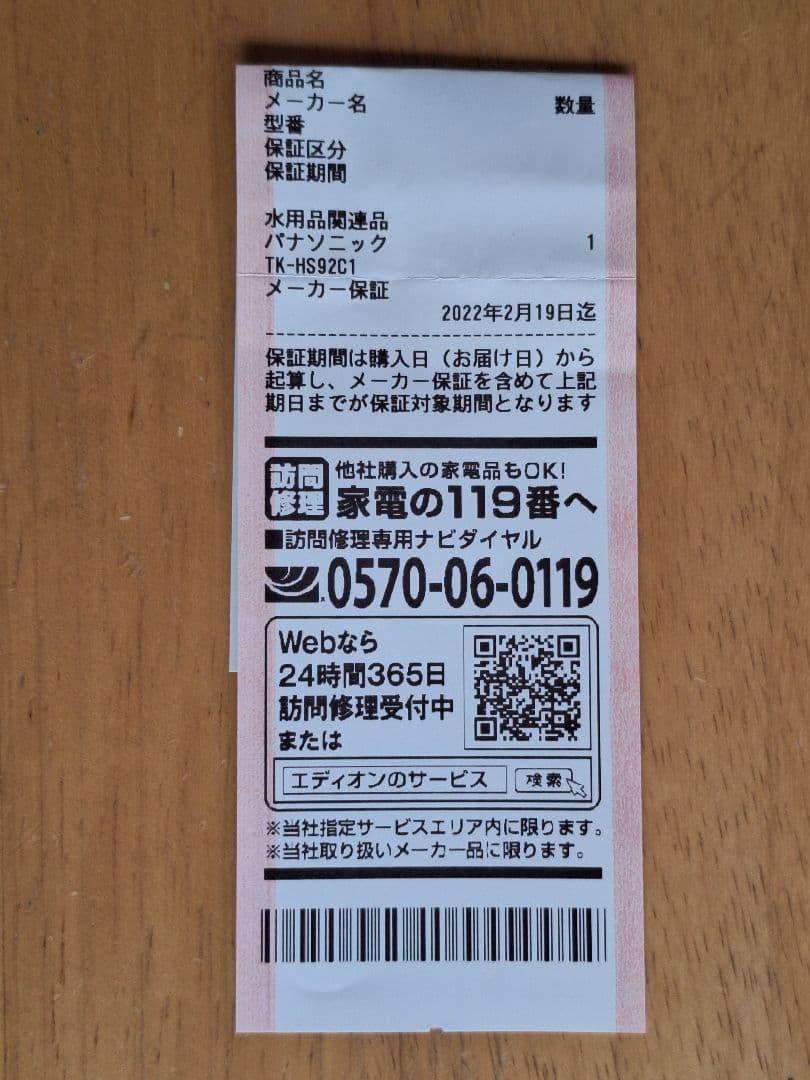 商品名
メーカー名 数量
型番
保証区分
保証期間
水用品関連品
パナソニック 1
TK-HS92C1
メーカー保証
2022年2月19日迄
保証期間は購入日（お届け日）から
起算し、メーカー保証を含めて上記
期日までが保証対象期間となります
訪問修理 他社購入の家電品もOK!
家電の119番へ
■訪問修理専用ナビダイヤル
0570-06-0119
Webなら
24時間365日
訪問修理受付中
または
エディオンのサービス 検索
※当社指定サービスエリア内に限ります。
※当社取り扱いメーカー品に限ります。